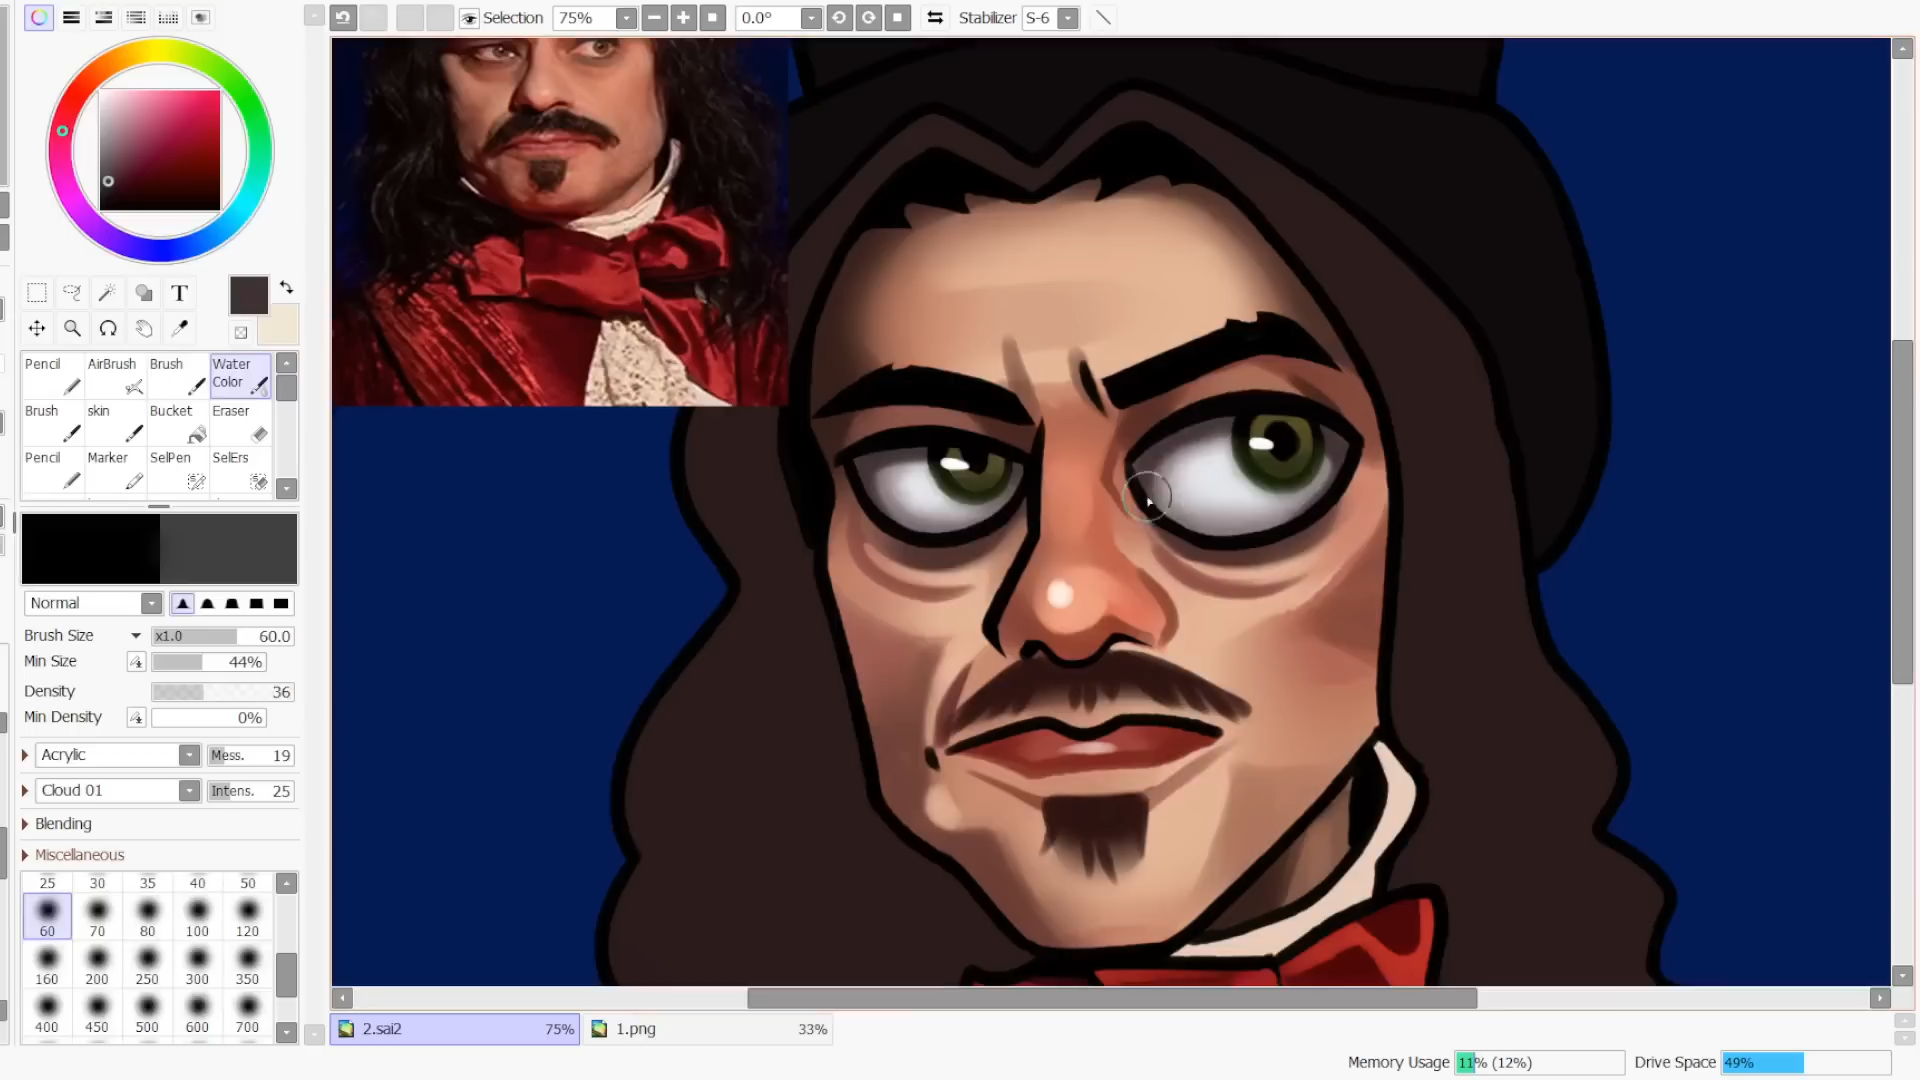 Selection 75% 0.0° Stabilizer S-6
T
Pencil AirBrush Brush Water Color
Brush skin Bucket Eraser
Pencil Marker SelPen SelErs
Normal
Brush Size x1.0 60.0
Min Size 44%
Density 36
Min Density 0%
Acrylic Mess. 19
Cloud 01 Intens. 25
Blending
Miscellaneous
25 30 35 40 50
60 70 80 100 120
160 200 250 300 350
400 450 500 600 700
2.sai2 75% 1.png 33%
Memory Usage 11% (12%) Drive Space 49%